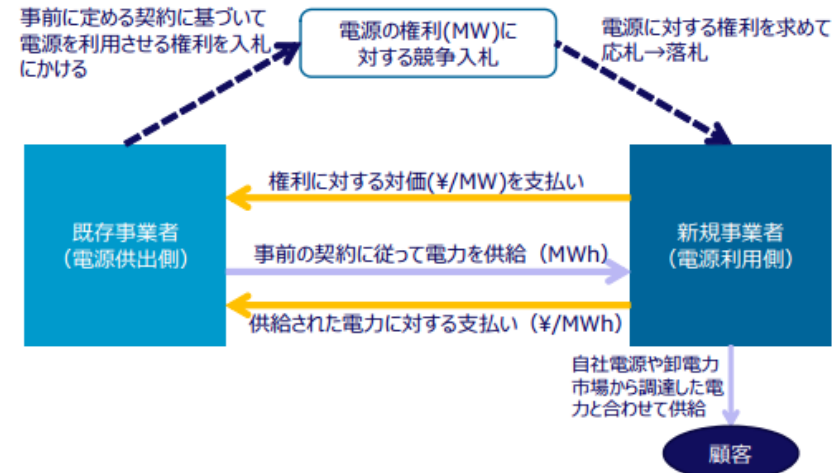 事前に定める契約に基づいて
電源を利用させる権利を入札
にかける
電源の権利(MW)に
対する競争入札
電源に対する権利を求めて
応札→落札
権利に対する対価(¥/MW)を支払い
既存事業者
（電源供出側）
事前の契約に従って電力を供給（MWh）
新規事業者
（電源利用側）
供給された電力に対する支払い（¥/MWh）
自社電源や卸電力
市場から調達した電
力と合わせて供給
顧客